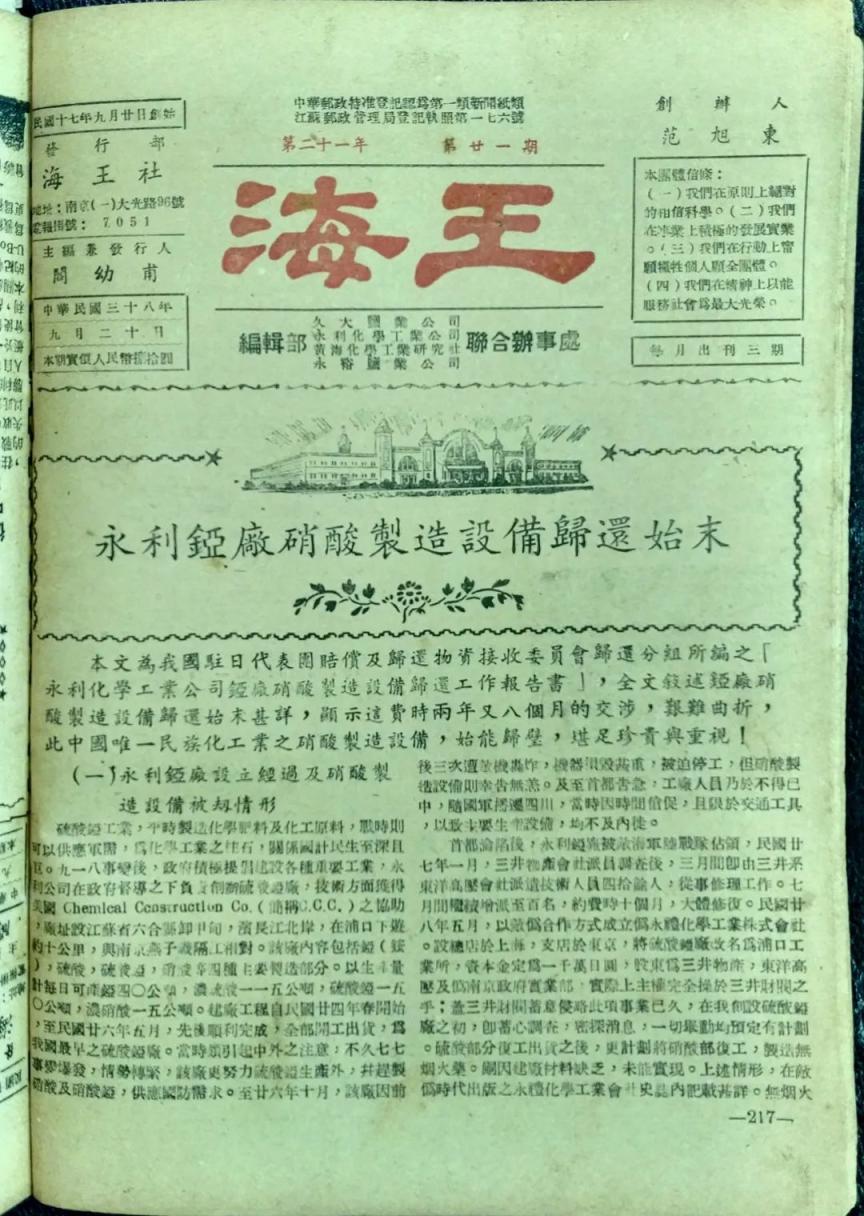 民國十七年九月廿日創始
發行部
海王社
地址：南京(一)大光路96號
電報掛號：7051
主編兼發行人
閻幼甫
中華民國三十八年
九月二十日
本期實價人民幣拾圓
中華郵政特准登記認爲第一類新聞紙類
江蘇郵政管理局登記執照第一七六號
第二十一年 第廿一期
海王
編輯部
久大鹽業公司
永利化學工業公司
黃海化學工業研究社
永裕鹽業公司
聯合辦事處
創辦人
范旭東
本團體信條：
(一)我們在原則上絕對
的相信科學。(二)我們
在事業上積極的發展實業
。(三)我們在行動上寗
願犧牲個人顧全團體。
(四)我們在精神上以能
服務社會爲最大光榮。
每月出刊三期
永利錏廠硝酸製造設備歸還始末
本文為我國駐日代表團賠償及歸還物資接收委員會歸還分組所編之「
永利化學工業公司錏廠硝酸製造設備歸還工作報告書」，全文敘述錏廠硝
酸製造設備歸還始末甚詳，顯示這費時兩年又八個月的交涉，艱難曲折，
此中國唯一民族化工業之硝酸製造設備，始能歸壁，堪足珍貴與重視！
(一)永利錏廠設立經過及硝酸製
造設備被刼情形
硫酸錏工業，平時製造化學肥料及化工原料，戰時則
可以供應軍需，爲化學工業之柱石，關係國計民生至深且
巨。九一八事變後，政府積極提倡建設各種重要工業，永
利公司在政府督導之下負責創辦硫酸錏廠，技術方面獲得
美國 Chemical Construction Co.(簡稱C.C.C.)之協助
，廠址設江蘇省六合縣卸甲甸，濱長江北岸，在浦口下遊
約十公里，與南京燕子磯隔江相對。該廠內容包括錏(銨
)，硫酸，硫酸錏，硝酸等四種主要製造部分。以生產量
計每日可產錏四〇公噸，濃硫酸一一五公噸，硫酸錏一五
〇公噸，濃硝酸一五公噸。起廠工程自民國廿四年春開始
，至民國廿六年五月，先後順利完成，全部開工出貨，爲
我國最早之硫酸錏廠。當時頗引起中外之注意，不久七七
事變爆發，情勢轉緊，該廠更努力硫酸錏生產外，幷趕製
硝酸及硝酸錏，供應國防需求。至廿六年十月，該廠因前
後三次遭敵機轟炸，機器損毀甚重，被迫停工，但硝酸製
造設備則幸告無恙。及至首都告急，工廠人員乃於不得已
中，隨國軍播遷四川，當時因時間倉促，且限於交通工具
，以致主要生產設備，均不及內徙。
首都淪陷後，永利錏廠被敵海軍陸戰隊佔領，民國廿
七年一月，三井物產會社派員調查後，三月間卽由三井系
東洋高壓會社派遣技術人員四拾餘人，從事修理工作。七
月間繼續增派至百名，約費時十個月，大體修復。民國廿
八年五月，以敵僞合作方式成立僞永禮化學工業株式會社
。設總店於上海，支店於東京，將硫酸錏廠改名爲浦口工
業所，資本金定爲一千萬日圓，股東爲三井物產，東洋高
壓及僞南京政府實業部，實際上主權完全操於三井財閥之
手；蓋三井財閥蓄意侵略此項事業已久，在我創設硫酸錏
廠之初，卽蓄心調查，密探消息，一切舉動均預定有計劃
。硫酸部分復工出貨之後，更計劃將硝酸部復工，製造無
烟火藥。嗣因建廠材料缺乏，未能實現。上述情形，在敵
僞時代出版之永禮化學工業會社史畧內記載甚詳。無烟火
—217—